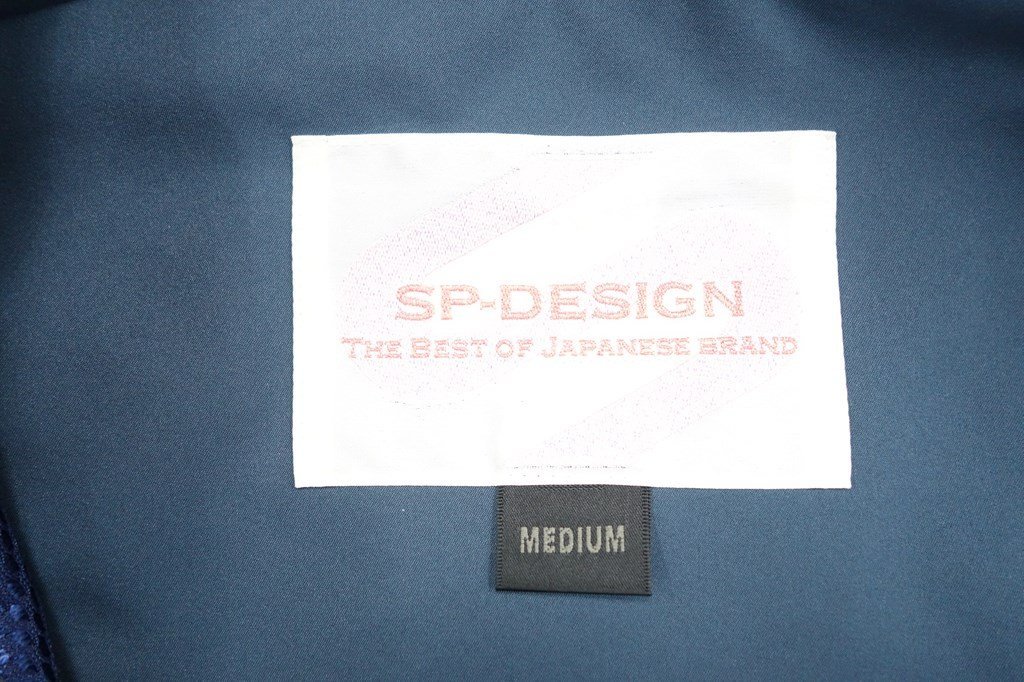 SP-DESIGN
THE BEST OF JAPANESE BRAND
MEDIUM